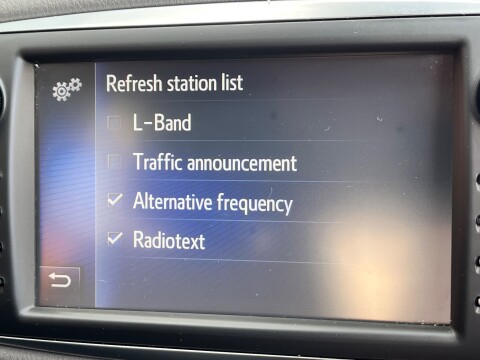 Refresh station list
L-Band
Traffic announcement
Alternative frequency
Radiotext